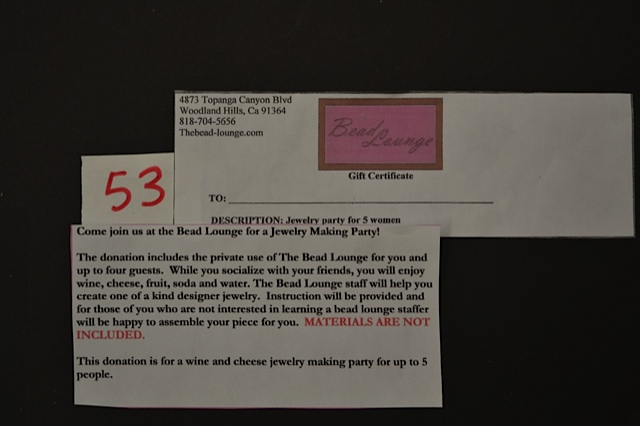 4873 Topanga Canyon Blvd
Woodland Hills, Ca 91364
818-704-5656
Thebead-lounge.com
Bead
Lounge
Gift Certificate
53
TO:
DESCRIPTION: Jewelry party for 5 women
Come join us at the Bead Lounge for a Jewelry Making Party!
The donation includes the private use of The Bead Lounge for you and
up to four guests. While you socialize with your friends, you will enjoy
wine, cheese, fruit, soda and water. The Bead Lounge staff will help you
create one of a kind designer jewelry. Instruction will be provided and
for those of you who are not interested in learning a bead lounge staffer
will be happy to assemble your piece for you. MATERIALS ARE NOT
INCLUDED.
This donation is for a wine and cheese jewelry making party for up to 5
people.